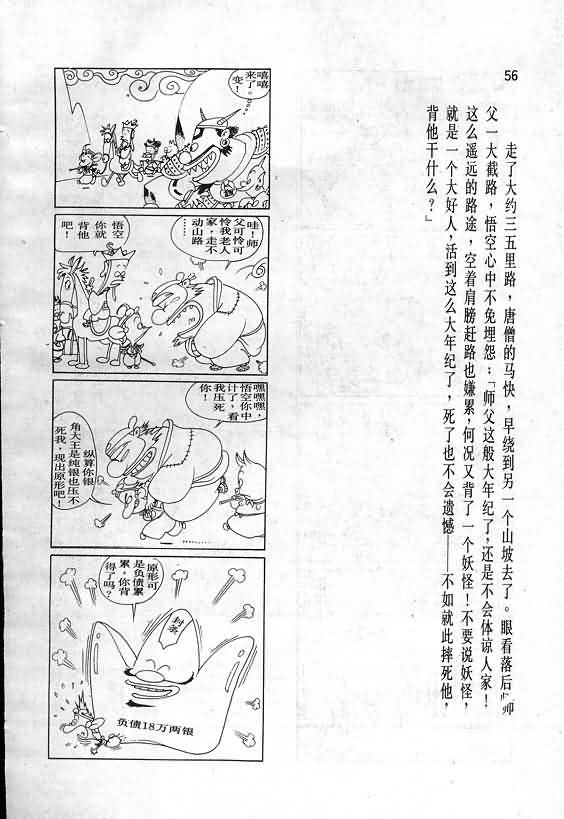 56
走了大约三五里路，唐僧的马快，早绕到另一个山坡去了。眼看落后师
父一大截路，悟空心中不免埋怨：「师父这般大年纪了，还是不会体谅人家！
这么遥远的路途，空着肩膀赶路也嫌累，何况又背了一个妖怪！不要说妖怪，
就是一个大好人，活到这么大年纪了，死了也不会遗憾——不如就此摔死他，
背他干什么？」
嘻嘻
来了。
变！
哇！师
父可怜可
怜我老人
家，走不
动山路
悟空
你就
背他
吧！
嘿嘿嘿，
悟空你中
计了，看
我压死
你！
纵算你银
角大王是纯银也压不
死我，现出原形吧！
原形可
是负债累
累，你背
得了吗？
封条
负债18万两银